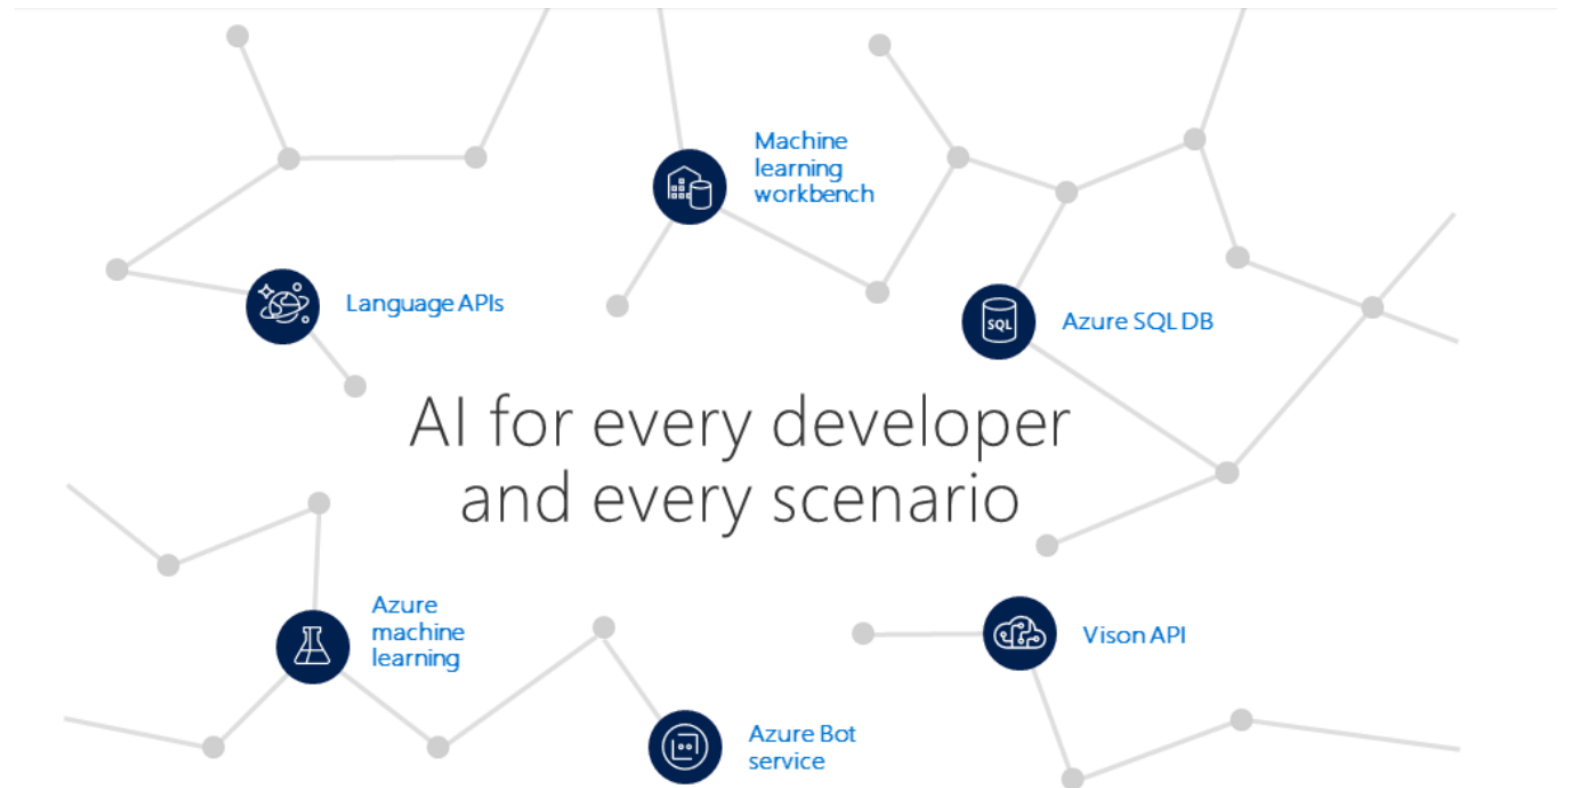 Machine
learning
workbench
Language APIs
SQL
Azure SQL DB
AI for every developer
and every scenario
Azure
machine
learning
Vison API
Azure Bot
service